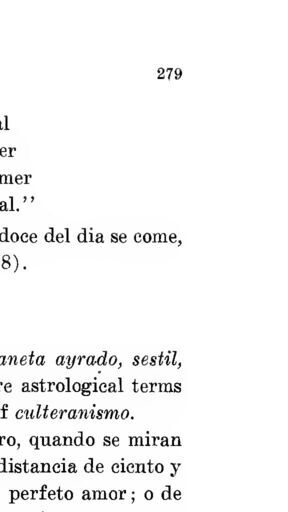 279
al
er
mer
al.”
doce del dia se come,
8).
aneta ayrado, sestil,
re astrological terms
f culteranismo.
ro, quando se miran
distancia de ciento y
perfeto amor; o de